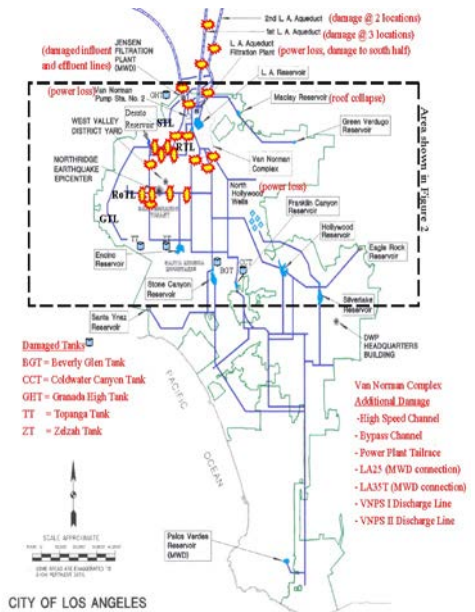 2nd L. A. Aqueduct (damage @ 2 locations)
1st L. A. Aqueduct (damage @ 3 locations)
L. A. Aqueduct
Filtration Plant (power loss, damage to south half)
(damaged influent
and effluent lines)
JENSEN
FILTRATION
PLANT
(MWD)
L. A. Reservoir
(power loss)
Van Norman
Pump Sta. No. 2
GHT
Maclay Reservoir (roof collapse)
Area shown in Figure 2
Green Verdugo Reservoir
Reservoir
STL
WEST VALLEY
DISTRICT YARD
RTL
Van Norman
Complex
NORTHRIDGE
EARTHQUAKE
EPICENTER
North
Hollywood
Wells
(power loss)
Franklin Canyon
Reservoir
RoTL
GTL
Hollywood
Reservoir
TT
Eagle Rock
Reservoir
Encino
Reservoir
BGT
CCT
Stone Canyon
Reservoir
Silverlake
Reservoir
Santa Ynez
Reservoir
DWP
HEADQUARTERS
BUILDING
Damaged Tanks
BGT = Beverly Glen Tank
CCT = Coldwater Canyon Tank
GHT = Granada High Tank
TT = Topanga Tank
ZT = Zelzah Tank
PACIFIC
OCEAN
Van Norman Complex
Additional Damage
-High Speed Channel
-Bypass Channel
- Power Plant Tailrace
- LA25 (MWD connection)
- LA35T (MWD connection)
- VNPS I Discharge Line
- VNPS II Discharge Line
SCALE APPROXIMATE
Palos Verdes
Reservoir
(MWD)
CITY OF LOS ANGELES